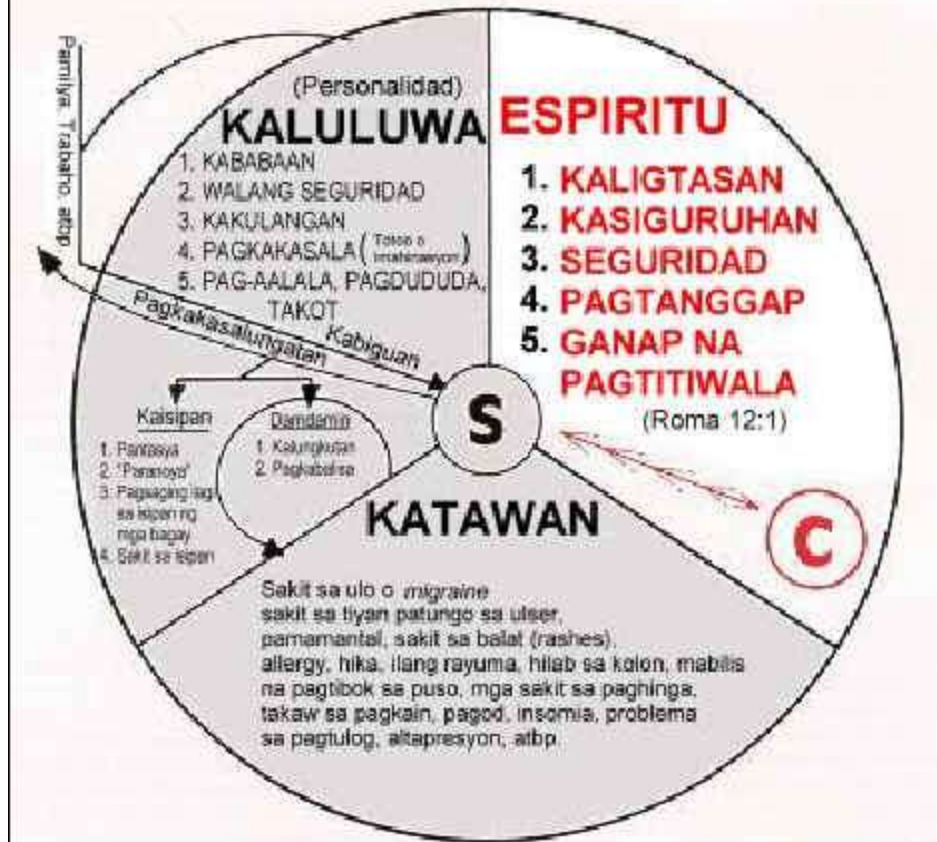 Pamilya, Trabaho, atbp.
(Personalidad)
KALULUWA
1. KABABAAN
2. WALANG SEGURIDAD
3. KAKULANGAN
4. PAGKAKASALA (Totoo o Imahinasyon)
5. PAG-AALALA, PAGDUDUDA,
TAKOT
Kabiguan
Pagkakasalungatan
Kaisipan
1. Pantasya
2. "Paranoya"
3. lagi
sa isipan ng
mga bagay
4. Sakit sa isipan
Damdamin
1. Kalungkutan
2. Pagkabalisa
ESPIRITU
1. KALIGTASAN
2. KASIGURUHAN
3. SEGURIDAD
4. PAGTANGGAP
5. GANAP NA
PAGTITIWALA
(Roma 12:1)
S
C
KATAWAN
Sakit sa ulo o migraine
sakit sa tiyan patungo sa ulser,
pamamantal, sakit sa balat (rashes),
allergy, hika, ilang rayuma, hilab sa kolon, mabilis
na pagtibok sa puso, mga sakit sa paghinga,
takaw sa pagkain, pagod, insomia, problema
sa pagtulog, altapresyon, atbp.